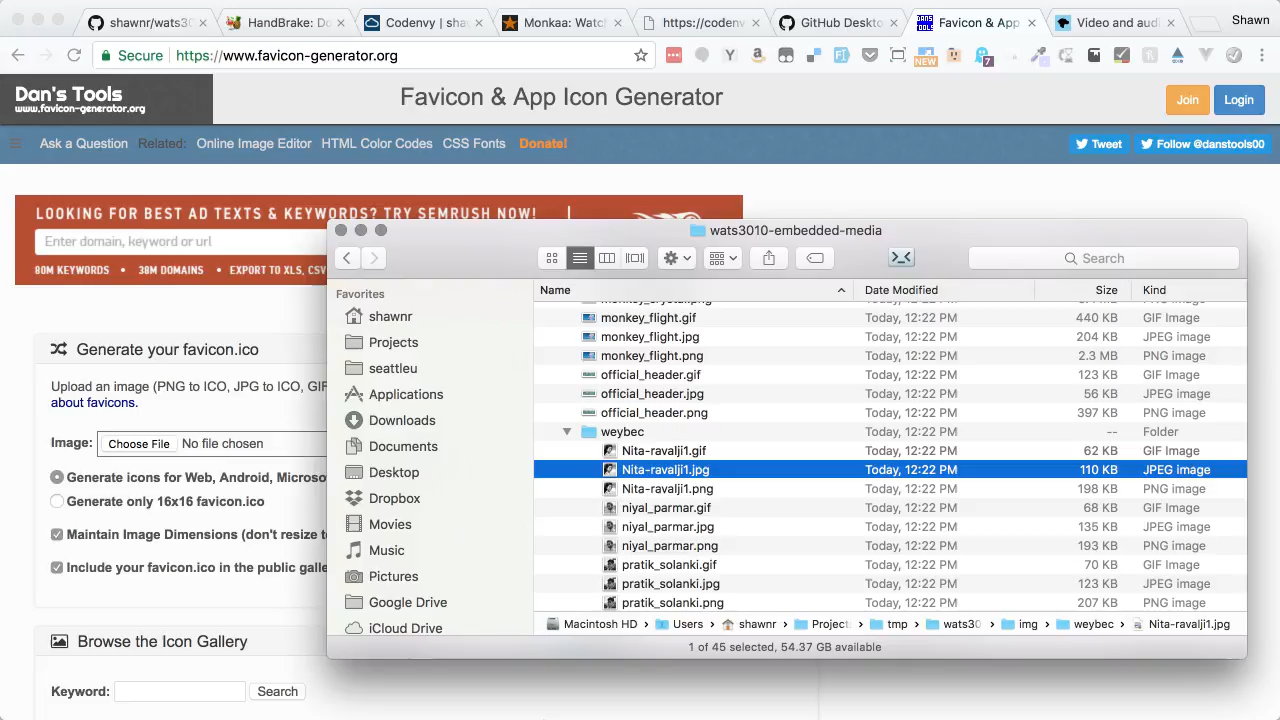 shawnr/wats30
HandBrake: Do
Codenvy | sha
Monkaa: Watch
https://codenv
GitHub Deskto
Favicon & App
Video and audi
Shawn
Secure
https://www.favicon-generator.org
NEW
7
Dan's Tools
www.favicon-generator.org
Favicon & App Icon Generator
Join
Login
Ask a Question
Related:
Online Image Editor
HTML Color Codes
CSS Fonts
Donate!
Tweet
Follow @danstools00
LOOKING FOR BEST AD TEXTS & KEYWORDS? TRY SEMRUSH NOW!
Enter domain, keyword or url
80M KEYWORDS • 38M DOMAINS • EXPORT TO XLS, CSV
Generate your favicon.ico
Upload an image (PNG to ICO, JPG to ICO, GIF
about favicons.
Image: Choose File No file chosen
Generate icons for Web, Android, Microso
Generate only 16x16 favicon.ico
Maintain Image Dimensions (don't resize t
Include your favicon.ico in the public galle
Browse the Icon Gallery
Keyword: Search
wats3010-embedded-media
Search
Favorites
shawnr
Projects
seattleu
Applications
Downloads
Documents
Desktop
Dropbox
Movies
Music
Pictures
Google Drive
iCloud Drive
Name Date Modified Size Kind
monkey_flight.gif Today, 12:22 PM 440 KB GIF Image
monkey_flight.jpg Today, 12:22 PM 204 KB JPEG image
monkey_flight.png Today, 12:22 PM 2.3 MB PNG image
official_header.gif Today, 12:22 PM 123 KB GIF Image
official_header.jpg Today, 12:22 PM 56 KB JPEG image
official_header.png Today, 12:22 PM 397 KB PNG image
weybec Today, 12:22 PM -- Folder
Nita-ravalji1.gif Today, 12:22 PM 62 KB GIF Image
Nita-ravalji1.jpg Today, 12:22 PM 110 KB JPEG image
Nita-ravalji1.png Today, 12:22 PM 198 KB PNG image
niyal_parmar.gif Today, 12:22 PM 68 KB GIF Image
niyal_parmar.jpg Today, 12:22 PM 135 KB JPEG image
niyal_parmar.png Today, 12:22 PM 193 KB PNG image
pratik_solanki.gif Today, 12:22 PM 70 KB GIF Image
pratik_solanki.jpg Today, 12:22 PM 123 KB JPEG image
pratik_solanki.png Today, 12:22 PM 207 KB PNG image
Macintosh HD › Users › shawnr › Project › tmp › wats30 › img › weybec › Nita-ravalji1.jpg
1 of 45 selected, 54.37 GB available